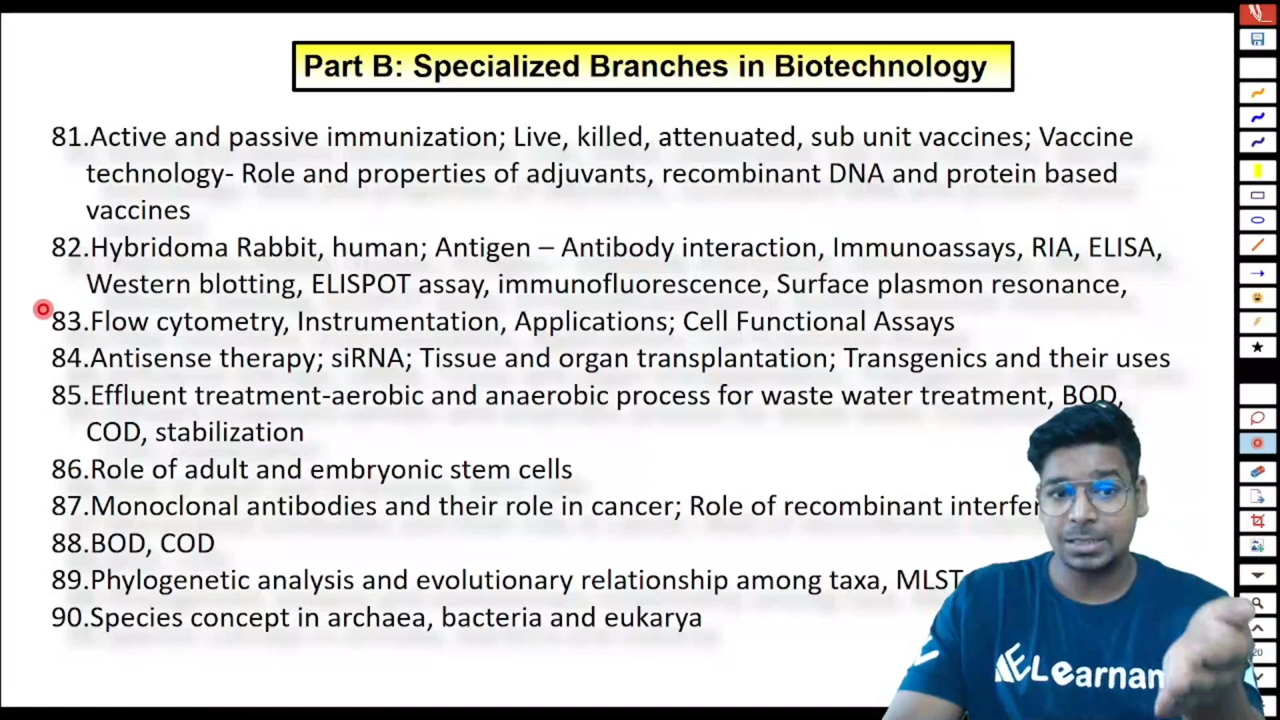 Part B: Specialized Branches in Biotechnology
81.Active and passive immunization; Live, killed, attenuated, sub unit vaccines; Vaccine
technology- Role and properties of adjuvants, recombinant DNA and protein based
vaccines
82.Hybridoma Rabbit, human; Antigen – Antibody interaction, Immunoassays, RIA, ELISA,
Western blotting, ELISPOT assay, immunofluorescence, Surface plasmon resonance,
83.Flow cytometry, Instrumentation, Applications; Cell Functional Assays
84.Antisense therapy; siRNA; Tissue and organ transplantation; Transgenics and their uses
85.Effluent treatment-aerobic and anaerobic process for waste water treatment, BOD,
COD, stabilization
86.Role of adult and embryonic stem cells
87.Monoclonal antibodies and their role in cancer; Role of recombinant
88.BOD, COD
89.Phylogenetic analysis and evolutionary relationship among taxa, MLST
90.Species concept in archaea, bacteria and eukarya
20